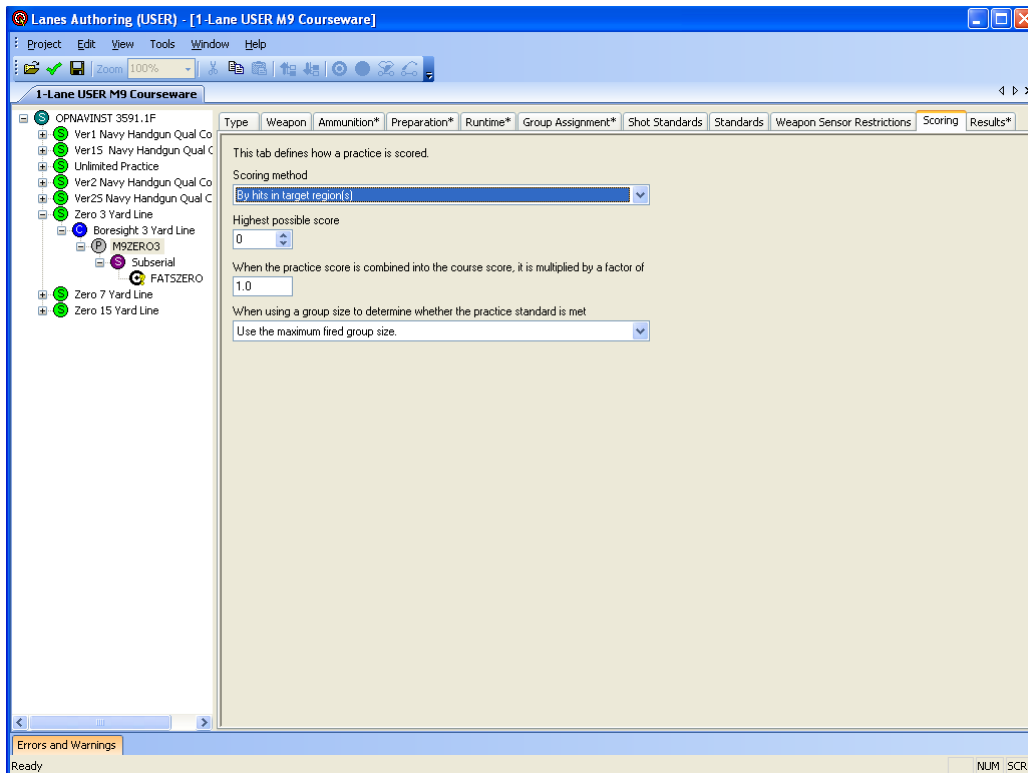 Lanes Authoring (USER) - [1-Lane USER M9 Courseware]
Project Edit View Tools Window Help
Zoom 100%
1-Lane USER M9 Courseware
OPNAVINST 3591.1F
Ver1 Navy Handgun Qual Co
Ver1S Navy Handgun Qual C
Unlimited Practice
Ver2 Navy Handgun Qual Co
Ver2S Navy Handgun Qual C
Zero 3 Yard Line
C Boresight 3 Yard Line
P M9ZERO3
S Subserial
FATSZERO
Zero 7 Yard Line
Zero 15 Yard Line
Type Weapon Ammunition* Preparation* Runtime* Group Assignment* Shot Standards Standards Weapon Sensor Restrictions Scoring Results*
This tab defines how a practice is scored.
Scoring method
By hits in target region(s)
Highest possible score
0
When the practice score is combined into the course score, it is multiplied by a factor of
1.0
When using a group size to determine whether the practice standard is met
Use the maximum fired group size.
Errors and Warnings
Ready NUM SCR